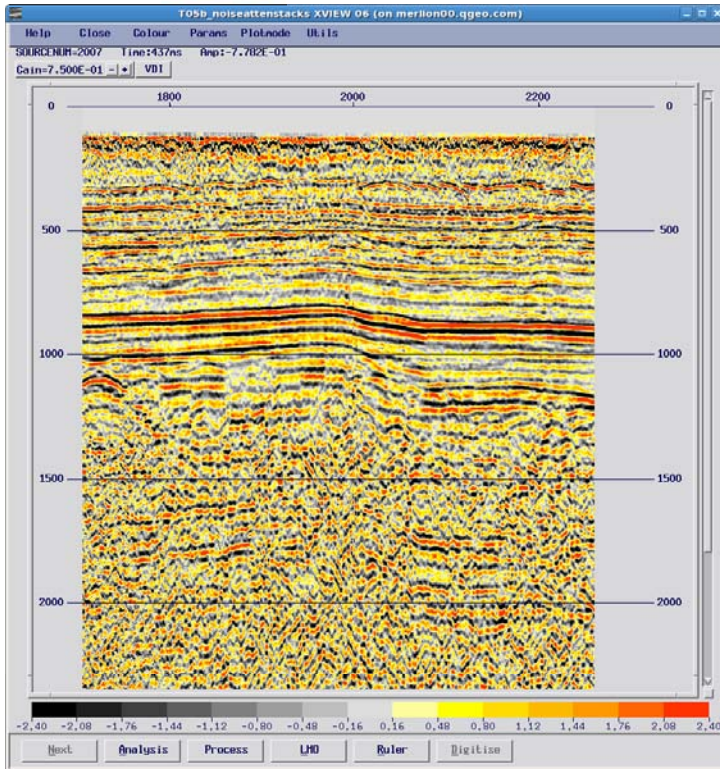 T05b_noiseattenstacks XVIEW 06 (on merlion00.qgeo.com)
Help Close Colour Params Plotmode Utils
SOURCENUM=2007 Time:437ms Amp:-7.782E-01
Gain=7.500E-01 - + VDI
1800 2000 2200
0 0
500 500
1000 1000
1500 1500
2000 2000
-2,40 -2,08 -1,76 -1,44 -1,12 -0,80 -0,48 -0,16 0,16 0,48 0,80 1,12 1,44 1,76 2,08 2,40
Next Analysis Process LMO Ruler Digitise